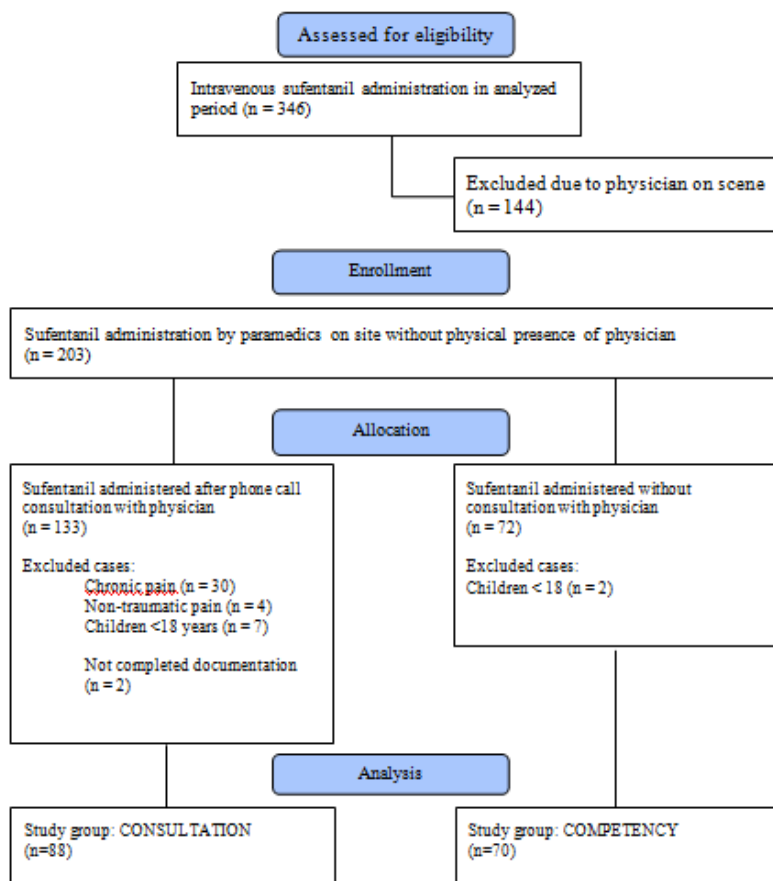 Assessed for eligibility
Intravenous sufentanil administration in analyzed
period (n = 346)
Excluded due to physician on scene
(n = 144)
Enrollment
Sufentanil administration by paramedics on site without physical presence of physician
(n = 203)
Allocation
Sufentanil administered after phone call
consultation with physician
(n = 133)
Excluded cases:
Chronic pain (n = 30)
Non-traumatic pain (n = 4)
Children <18 years (n = 7)
Not completed documentation
(n = 2)
Sufentanil administered without
consultation with physician
(n = 72)
Excluded cases:
Children < 18 (n = 2)
Analysis
Study group: CONSULTATION
(n=88)
Study group: COMPETENCY
(n=70)